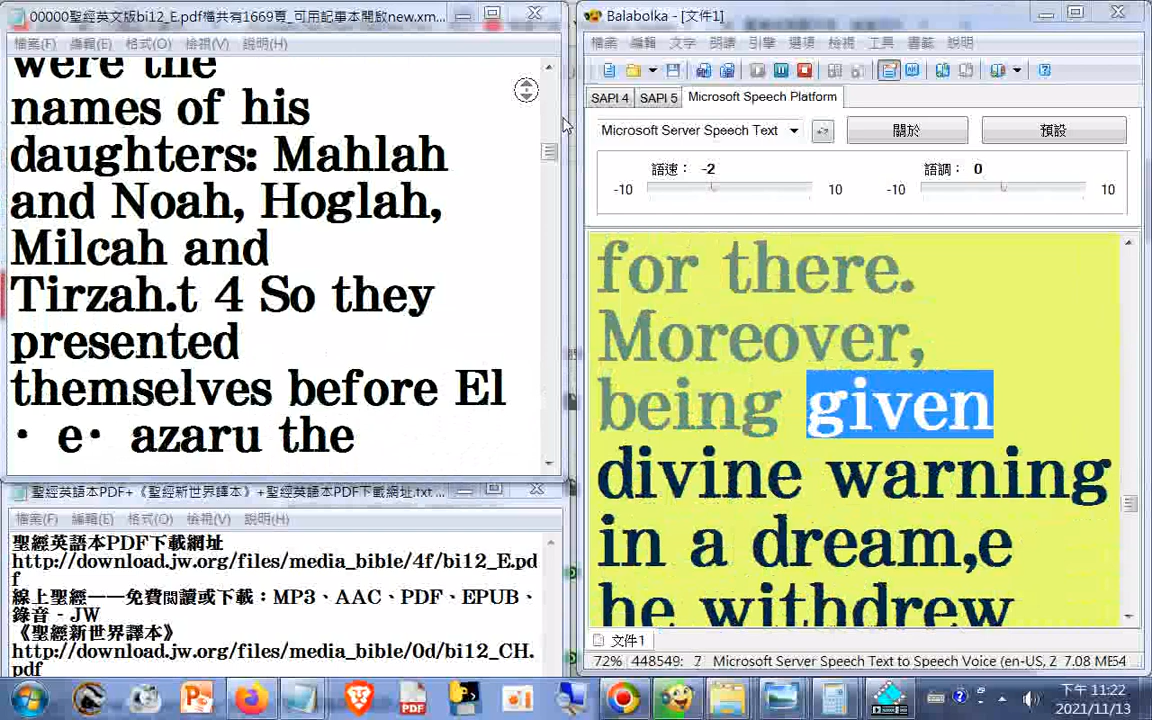 00000聖經英文版bi12_E.pdf檔共有1669頁_可用記事本開啟new.xm...
檔案(F) 編輯(E) 格式(O) 檢視(V) 說明(H)
were the
names of his
daughters: Mahlah
and Noah, Hoglah,
Milcah and
Tirzah.t 4 So they
presented
themselves before El
· e· azaru the
聖經英語本PDF+《聖經新世界譯本》+聖經英語本PDF下載網址.txt ...
檔案(F) 編輯(E) 格式(O) 檢視(V) 說明(H)
聖經英語本PDF下載網址
http://download.jw.org/files/media_bible/4f/bi12_E.pd
f
線上聖經——免費閱讀或下載：MP3、AAC、PDF、EPUB、
錄音 - JW
《聖經新世界譯本》
http://download.jw.org/files/media_bible/0d/bi12_CH.
pdf
Balabolka - [文件1]
檔案 編輯 文字 朗讀 引擎 選項 檢視 工具 書籤 說明
SAPI 4 SAPI 5 Microsoft Speech Platform
Microsoft Server Speech Text 關於 預設
語速： -2 語調： 0
-10 10 -10 10
for there.
Moreover,
being given
divine warning
in a dream,e
he withdrew
文件1
72% 448549: 7 Microsoft Server Speech Text to Speech Voice (en-US, Z 7.08 ME54
下午 11:22
2021/11/13